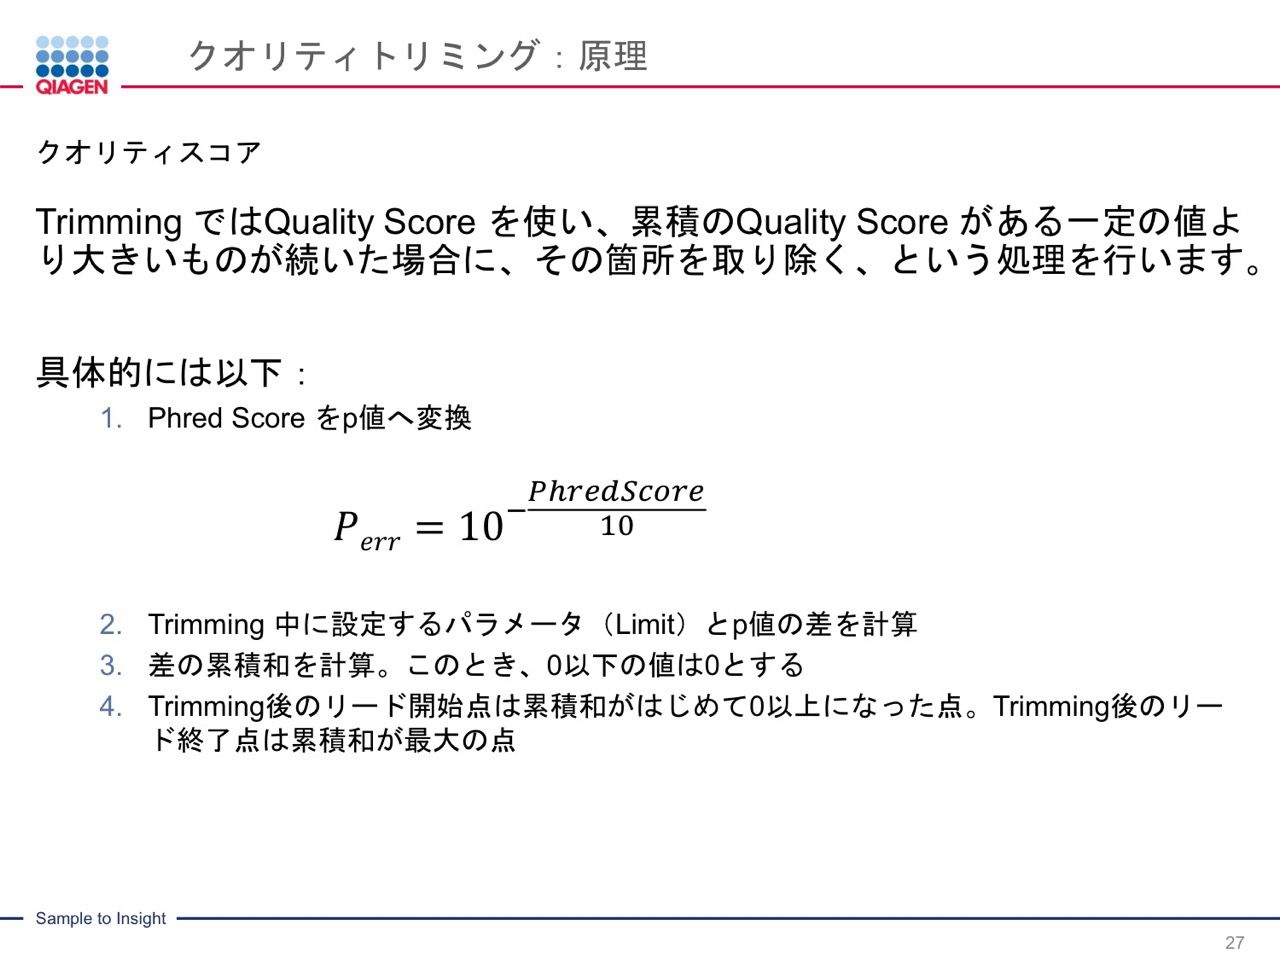 クオリティトリミング：原理
QIAGEN
クオリティスコア
Trimming ではQuality Score を使い、累積のQuality Score がある一定の値よ
り大きいものが続いた場合に、その箇所を取り除く、という処理を行います。
具体的には以下：
1. Phred Score をp値へ変換
P_err = 10^(-PhredScore/10)
2. Trimming 中に設定するパラメータ（Limit）とp値の差を計算
3. 差の累積和を計算。このとき、0以下の値は0とする
4. Trimming後のリード開始点は累積和がはじめて0以上になった点。Trimming後のリー
ド終了点は累積和が最大の点
Sample to Insight
27